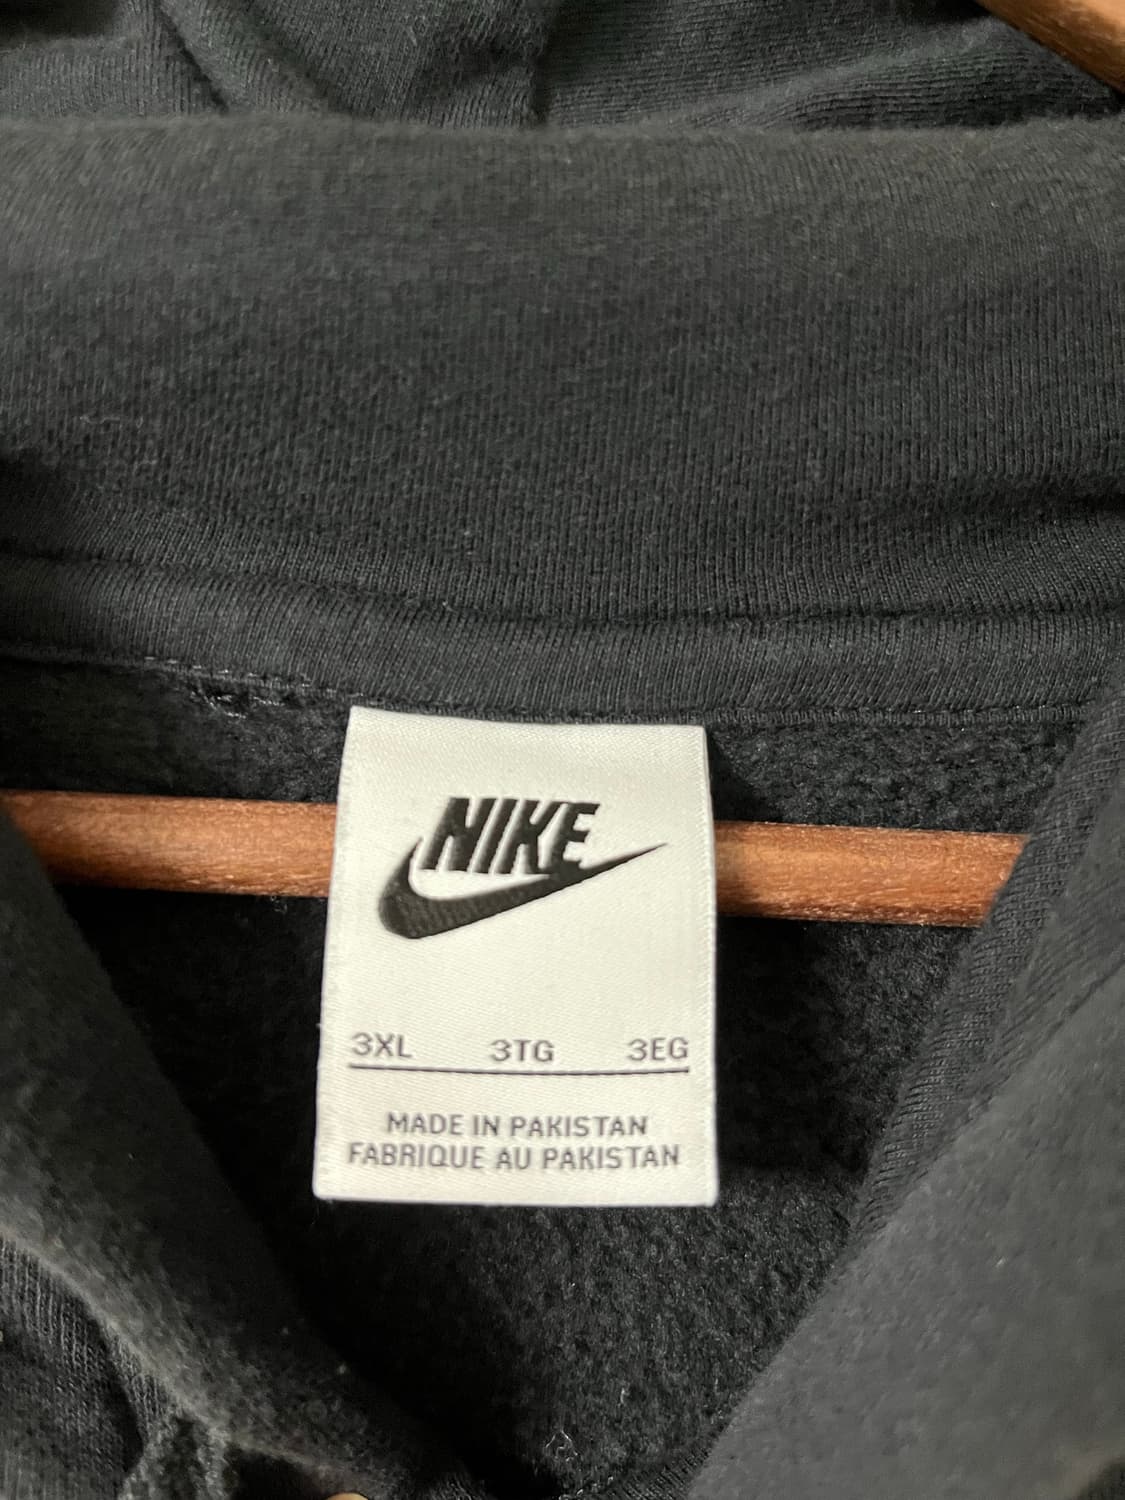 NIKE
3XL 3TG 3EG
MADE IN PAKISTAN
FABRIQUE AU PAKISTAN